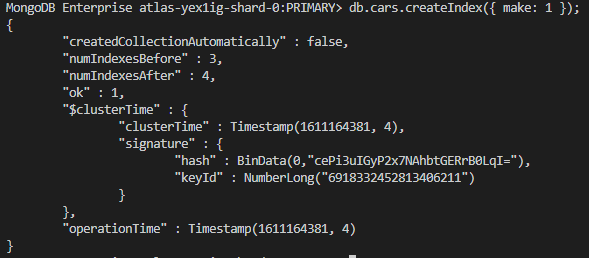 MongoDB Enterprise atlas-yex1ig-shard-0:PRIMARY> db.cars.createIndex({ make: 1 });
{
        "createdCollectionAutomatically" : false,
        "numIndexesBefore" : 3,
        "numIndexesAfter" : 4,
        "ok" : 1,
        "$clusterTime" : {
                "clusterTime" : Timestamp(1611164381, 4),
                "signature" : {
                        "hash" : BinData(0,"cePi3uIGyP2x7NAhbtGERrB0LqI="),
                        "keyId" : NumberLong("6918332452813406211")
                }
        },
        "operationTime" : Timestamp(1611164381, 4)
}